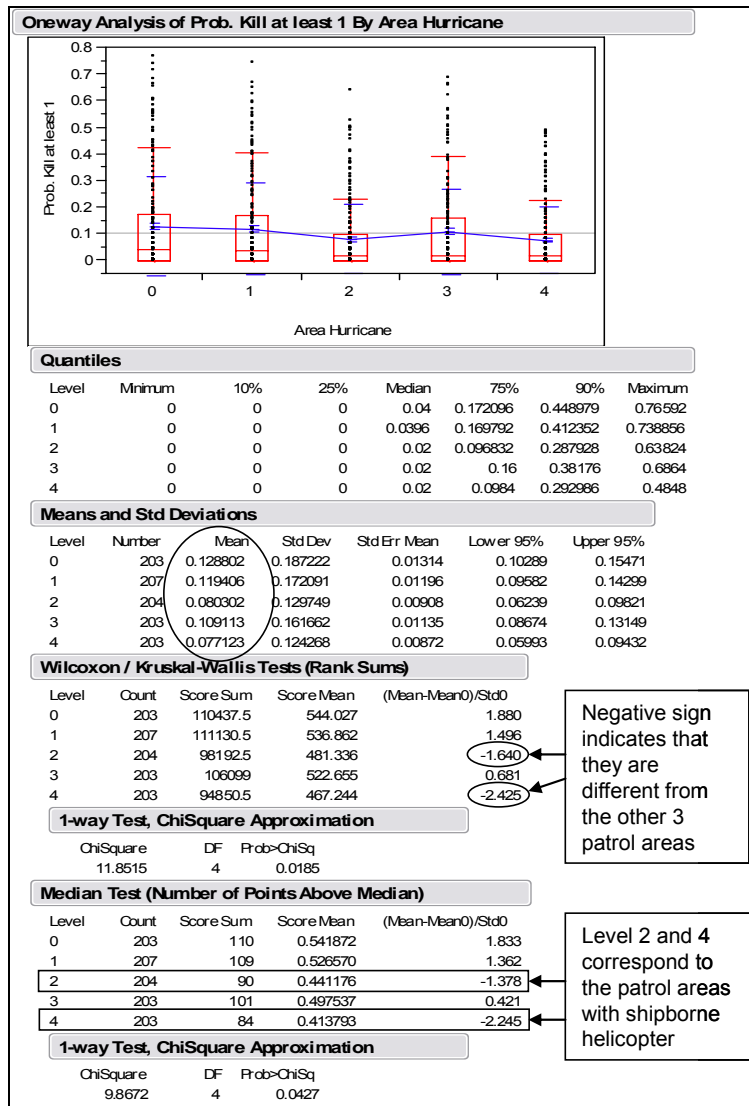 Oneway Analysis of Prob. Kill at least 1 By Area Hurricane
Prob. Kill at least 1
0.8
0.7
0.6
0.5
0.4
0.3
0.2
0.1
0
0 1 2 3 4
Area Hurricane
Quantiles
Level Minimum 10% 25% Median 75% 90% Maximum
0 0 0 0 0.04 0.172096 0.448979 0.76592
1 0 0 0 0.0396 0.169792 0.412352 0.738856
2 0 0 0 0.02 0.096832 0.287928 0.63824
3 0 0 0 0.02 0.16 0.38176 0.6864
4 0 0 0 0.02 0.0984 0.292986 0.4848
Means and Std Deviations
Level Number Mean Std Dev Std Err Mean Lower 95% Upper 95%
0 203 0.128802 0.187222 0.01314 0.10289 0.15471
1 207 0.119406 0.172091 0.01196 0.09582 0.14299
2 204 0.080302 0.129749 0.00908 0.06239 0.09821
3 203 0.109113 0.161662 0.01135 0.08674 0.13149
4 203 0.077123 0.124268 0.00872 0.05993 0.09432
Wilcoxon / Kruskal-Wallis Tests (Rank Sums)
Level Count Score Sum Score Mean (Mean-Mean0)/Std0
0 203 110437.5 544.027 1.880
1 207 111130.5 536.862 1.496
2 204 98192.5 481.336 -1.640
3 203 106099 522.655 0.681
4 203 94850.5 467.244 -2.425
Negative sign
indicates that
they are
different from
the other 3
patrol areas
1-way Test, ChiSquare Approximation
ChiSquare DF Prob>ChiSq
11.8515 4 0.0185
Median Test (Number of Points Above Median)
Level Count Score Sum Score Mean (Mean-Mean0)/Std0
0 203 110 0.541872 1.833
1 207 109 0.526570 1.362
2 204 90 0.441176 -1.378
3 203 101 0.497537 0.421
4 203 84 0.413793 -2.245
Level 2 and 4
correspond to
the patrol areas
with shipborne
helicopter
1-way Test, ChiSquare Approximation
ChiSquare DF Prob>ChiSq
9.8672 4 0.0427